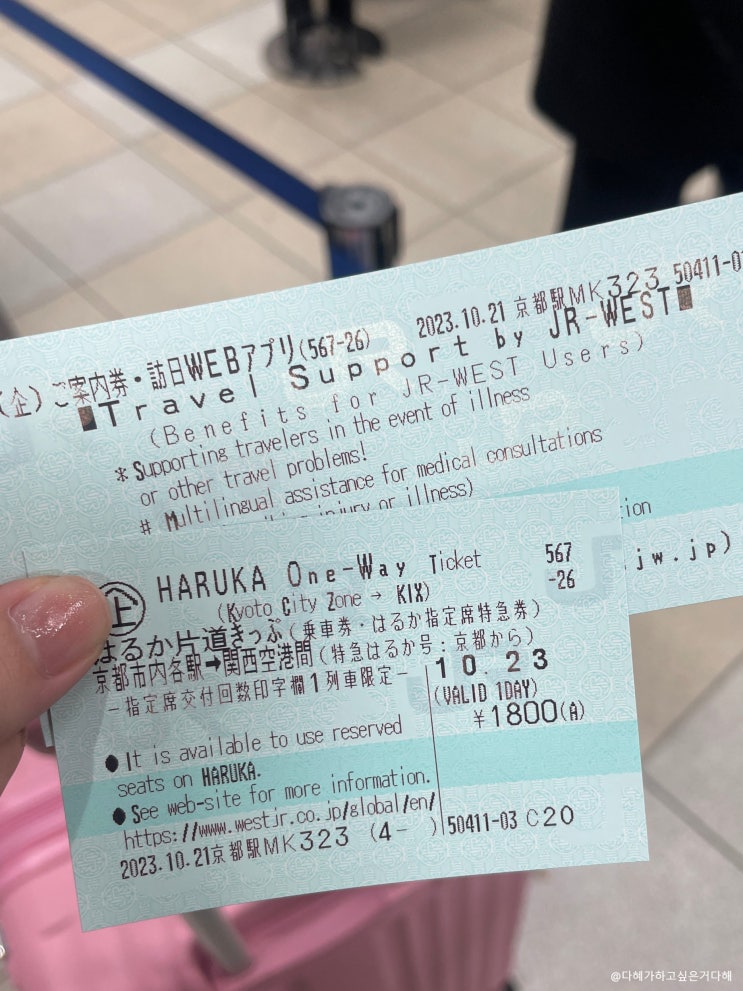 (企)ご案内券・訪日WEBアプリ(567-26) 2023.10.21 京都駅MK323 50411-03
Travel Support by JR-WEST
(Benefits for JR-WEST Users)
*Supporting travelers in the event of illness
or other travel problems!
# Multilingual assistance for medical consultations
injury or illness)
.jw.jp)
HARUKA One-Way Ticket 567
(Kyoto City Zone → KIX) -26
はるか片道きっぷ(乗車券・はるか指定席特急券)
京都市内各駅➡関西空港間(特急はるか号:京都から)
-指定席交付回数印字欄1列車限定-
10.23
(VALID 1DAY)
¥1800(A)
●It is available to use reserved
seats on HARUKA.
●See web-site for more information.
https://www.westjr.co.jp/global/en/
2023.10.21京都駅MK323 (4- ) 50411-03 C20
@다혜가하고싶은거다해